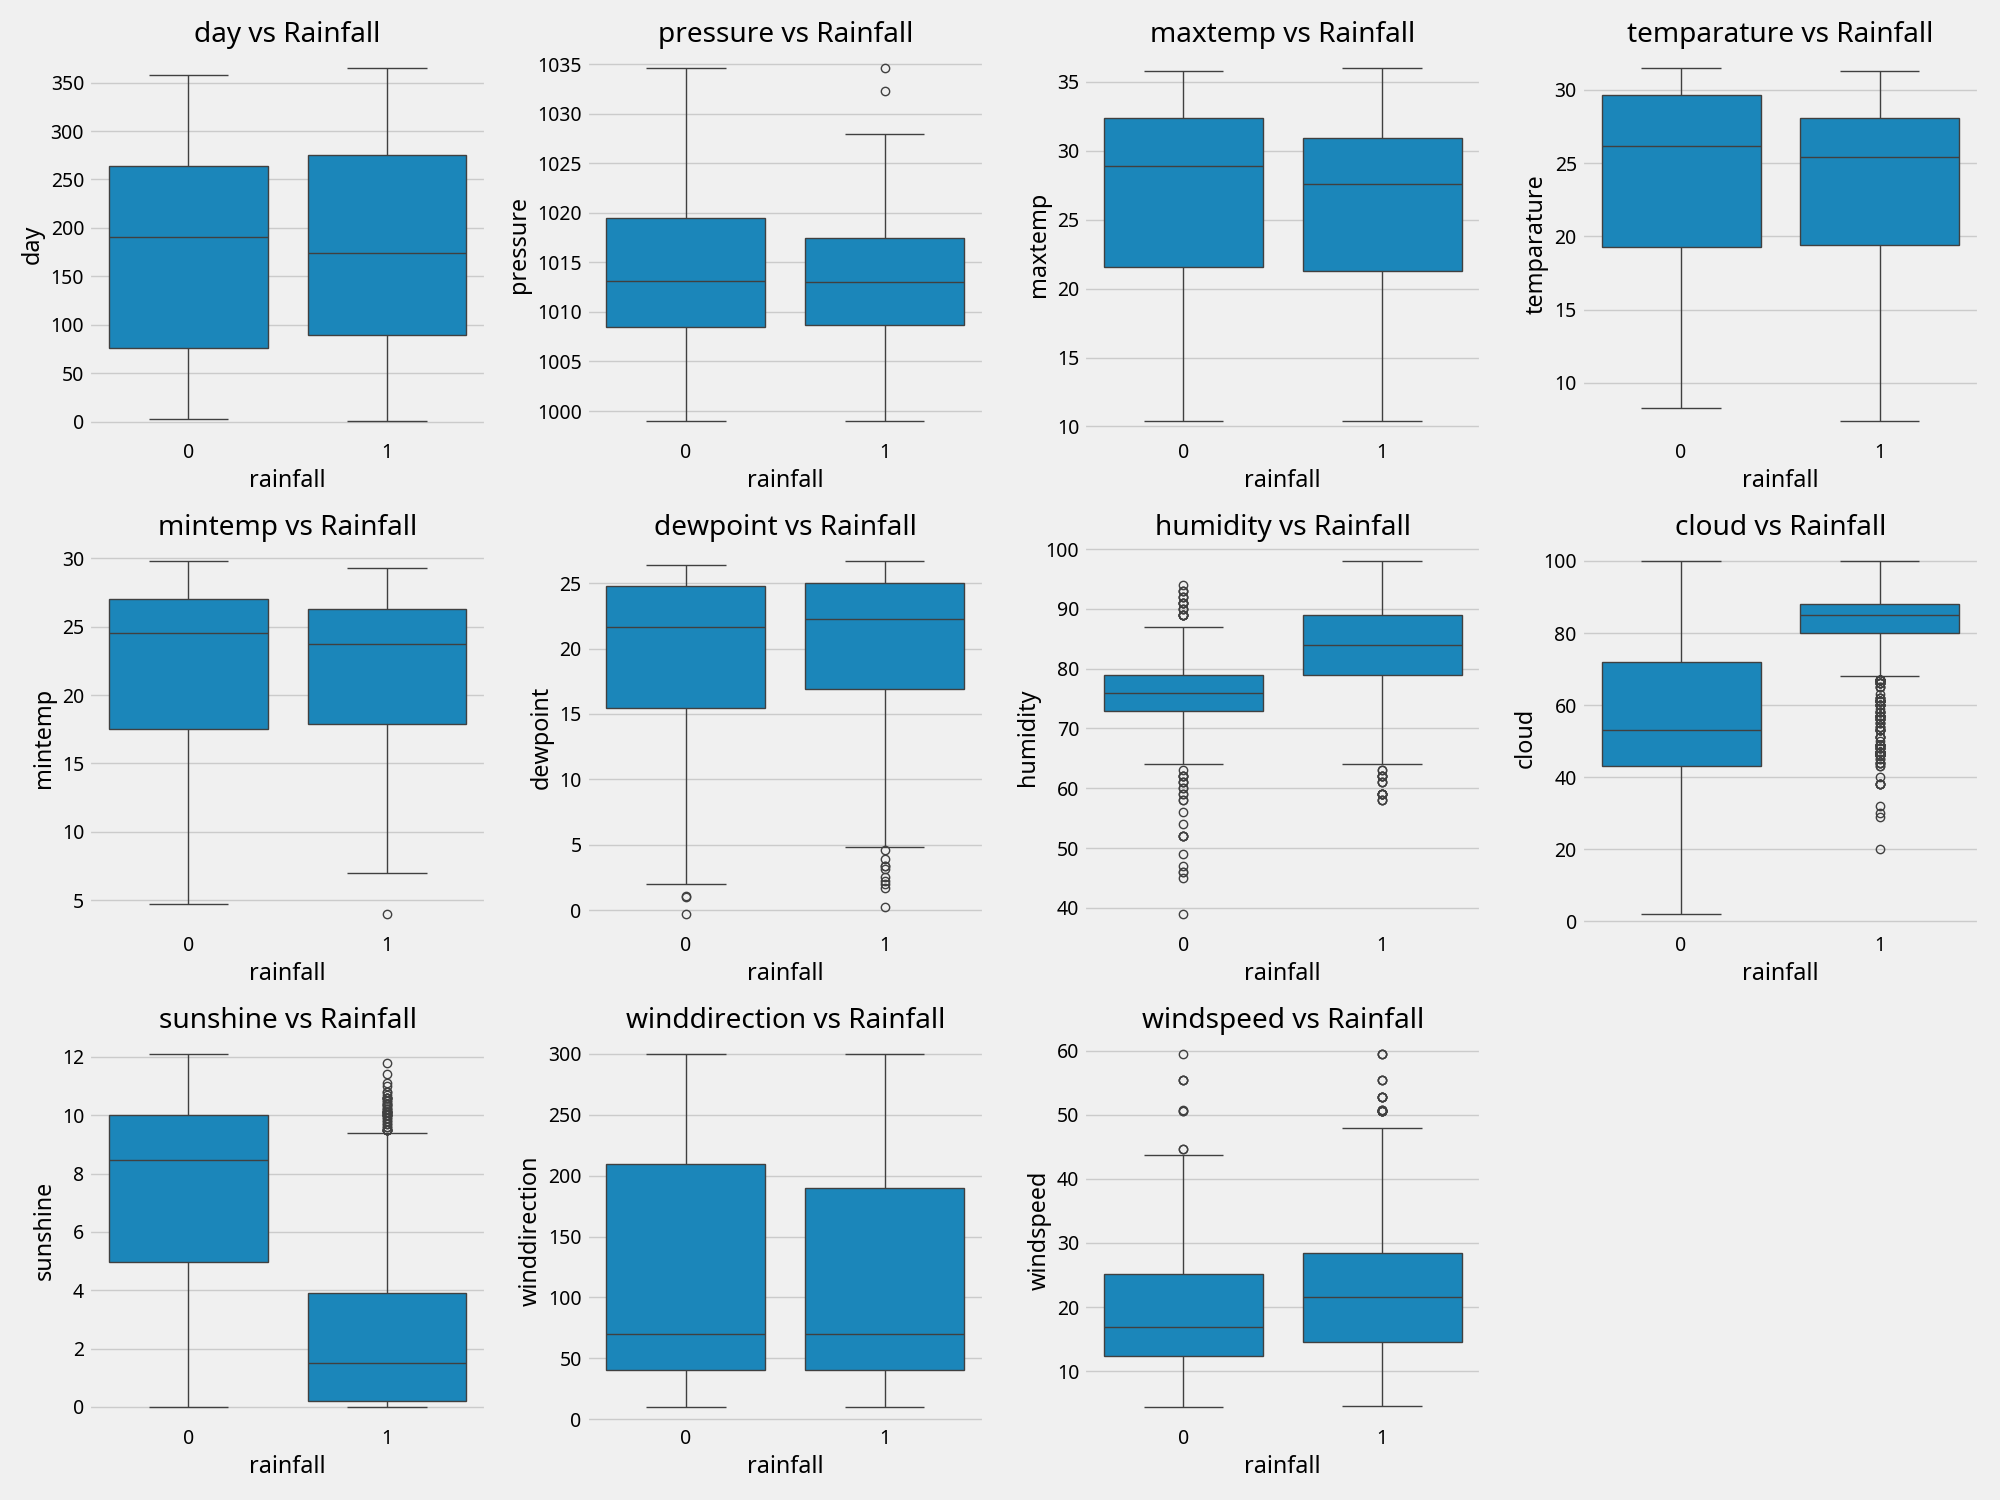 day vs Rainfall
350
300
250
200
150
100
50
0
day
0 1
rainfall
pressure vs Rainfall
1035
1030
1025
1020
1015
1010
1005
1000
pressure
0 1
rainfall
maxtemp vs Rainfall
35
30
25
20
15
10
maxtemp
0 1
rainfall
temparature vs Rainfall
30
25
20
15
10
temparature
0 1
rainfall
mintemp vs Rainfall
30
25
20
15
10
5
mintemp
0 1
rainfall
dewpoint vs Rainfall
25
20
15
10
5
0
dewpoint
0 1
rainfall
humidity vs Rainfall
100
90
80
70
60
50
40
humidity
0 1
rainfall
cloud vs Rainfall
100
80
60
40
20
0
cloud
0 1
rainfall
sunshine vs Rainfall
12
10
8
6
4
2
0
sunshine
0 1
rainfall
winddirection vs Rainfall
300
250
200
150
100
50
0
winddirection
0 1
rainfall
windspeed vs Rainfall
60
50
40
30
20
10
windspeed
0 1
rainfall